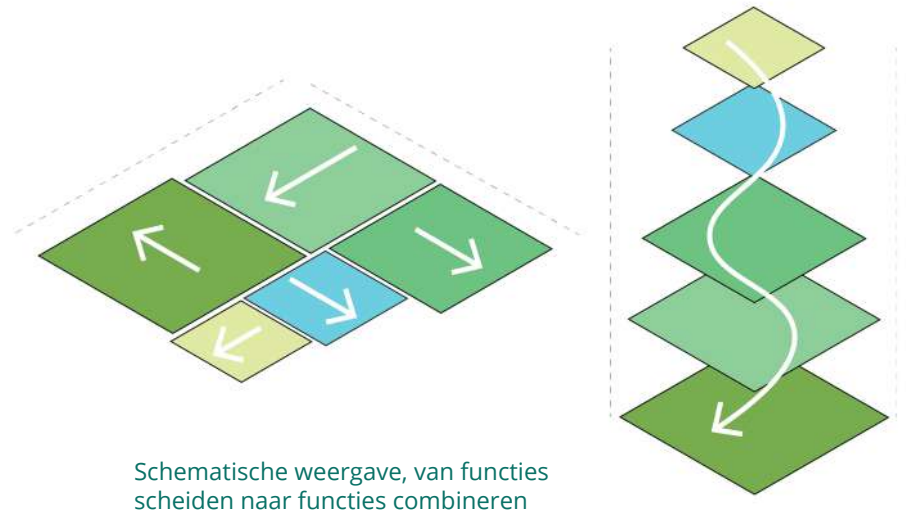 Schematische weergave, van functies
scheiden naar functies combineren